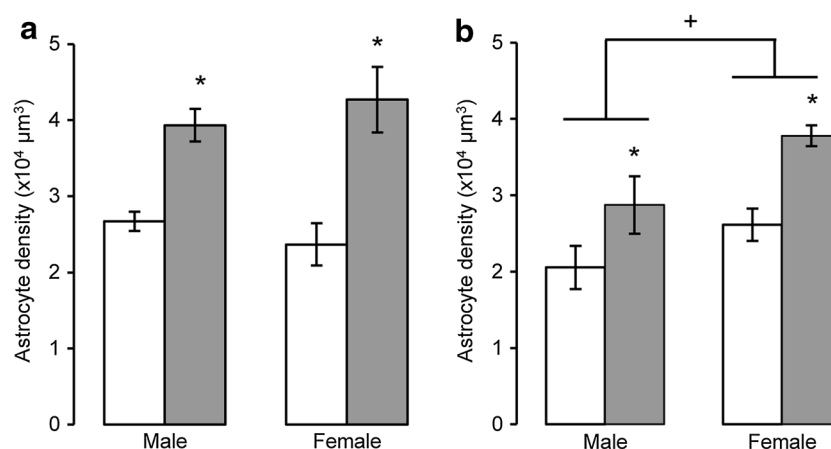 a
Astrocyte density (x10⁴ µm³)
5
4
3
2
1
0
*
*
Male
Female
b
Astrocyte density (x10⁴ µm³)
5
4
3
2
1
0
+
*
*
Male
Female